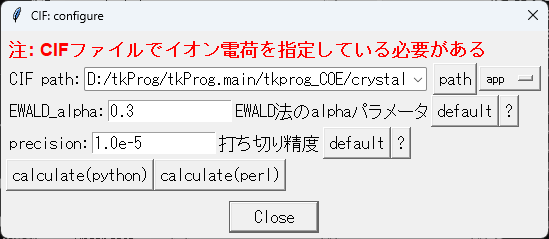 CIF: configure
注: CIFファイルでイオン電荷を指定している必要がある
CIF path: D:/tkProg/tkProg.main/tkprog_COE/crystal path app
EWALD_alpha: 0.3 EWALD法のalphaパラメータ default ?
precision: 1.0e-5 打ち切り精度 default ?
calculate(python) calculate(perl)
Close